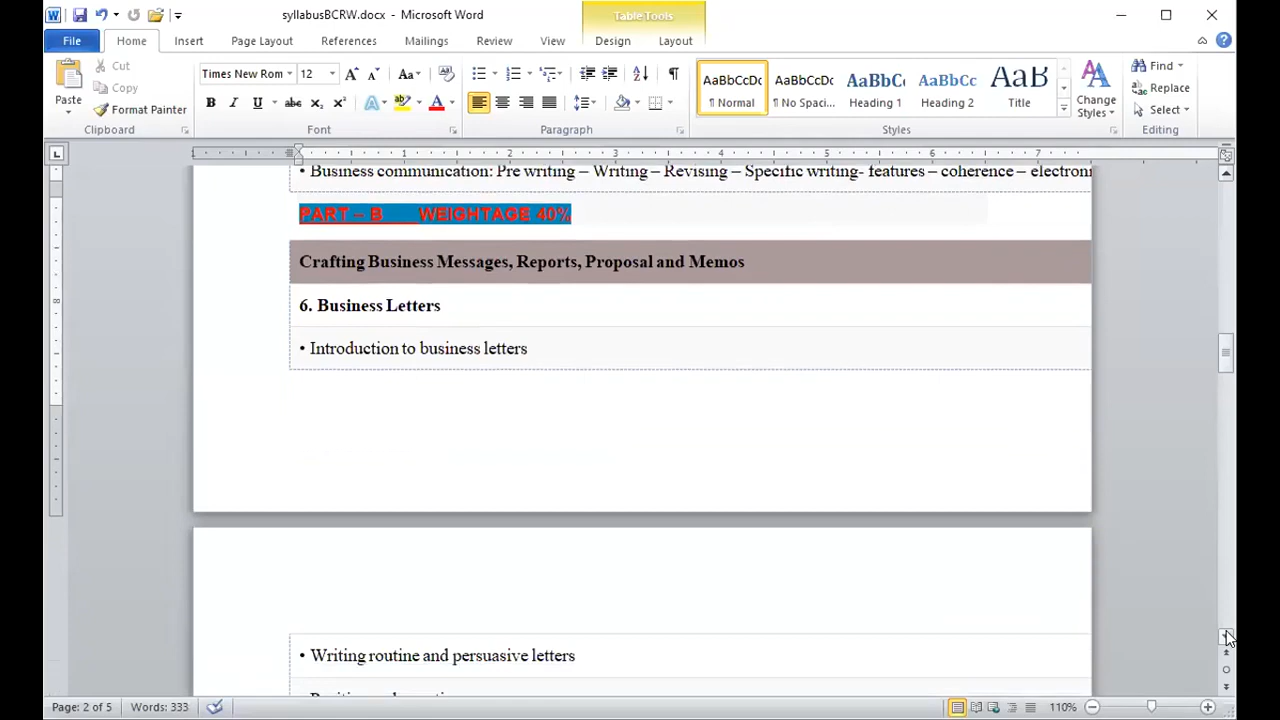 syllabusBCRW.docx - Microsoft Word
Table Tools
File Home Insert Page Layout References Mailings Review View Design Layout
Paste
Cut
Copy
Format Painter
Clipboard
Times New Rom 12
Font
Paragraph
AaBbCcDc AaBbCcDc AaBbC AaBbCc AaB
¶ Normal ¶ No Spaci... Heading 1 Heading 2 Title
Change Styles
Styles
Find
Replace
Select
Editing
• Business communication: Pre writing – Writing – Revising – Specific writing- features – coherence –
PART – B WEIGHTAGE 40%
Crafting Business Messages, Reports, Proposal and Memos
6. Business Letters
• Introduction to business letters
• Writing routine and persuasive letters
Page: 2 of 5 Words: 333 110%